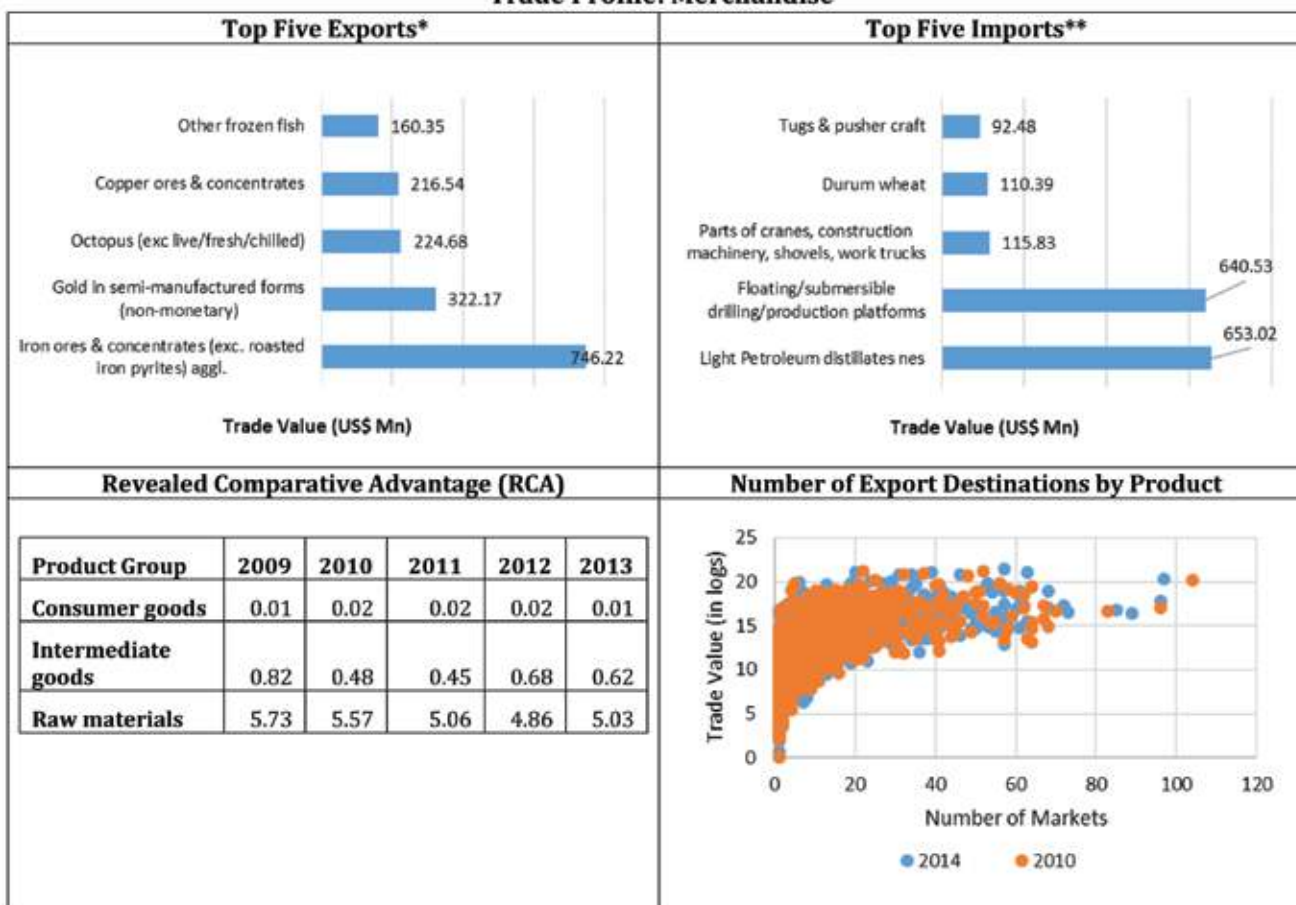 Trade Profile: Merchandise
Top Five Exports*
Other frozen fish
160.35
Copper ores & concentrates
216.54
Octopus (exc live/fresh/chilled)
224.68
Gold in semi-manufactured forms
(non-monetary)
322.17
Iron ores & concentrates (exc. roasted
iron pyrites) aggl.
746.22
Trade Value (US$ Mn)
Top Five Imports**
Tugs & pusher craft
92.48
Durum wheat
110.39
Parts of cranes, construction
machinery, shovels, work trucks
115.83
Floating/submersible
drilling/production platforms
640.53
Light Petroleum distillates nes
653.02
Trade Value (US$ Mn)
Revealed Comparative Advantage (RCA)
Product Group 2009 2010 2011 2012 2013
Consumer goods 0.01 0.02 0.02 0.02 0.01
Intermediate
goods 0.82 0.48 0.45 0.68 0.62
Raw materials 5.73 5.57 5.06 4.86 5.03
Number of Export Destinations by Product
Trade Value (in logs)
25
20
15
10
5
0
0 20 40 60 80 100 120
Number of Markets
2014 2010